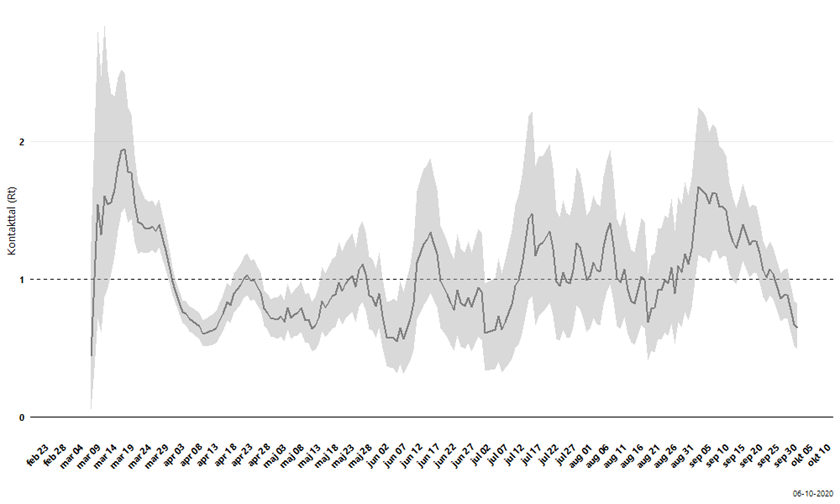 Kontakttal (Rt)
2
1
0
feb 23
feb 28
mar 04
mar 09
mar 14
mar 19
mar 24
mar 29
apr 03
apr 08
apr 13
apr 18
apr 23
apr 28
maj 03
maj 08
maj 13
maj 18
maj 23
maj 28
jun 02
jun 07
jun 12
jun 17
jun 22
jun 27
jul 02
jul 07
jul 12
jul 17
jul 22
jul 27
aug 01
aug 06
aug 11
aug 16
aug 21
aug 26
aug 31
sep 05
sep 10
sep 15
sep 20
sep 25
sep 30
okt 05
okt 10
06-10-2020